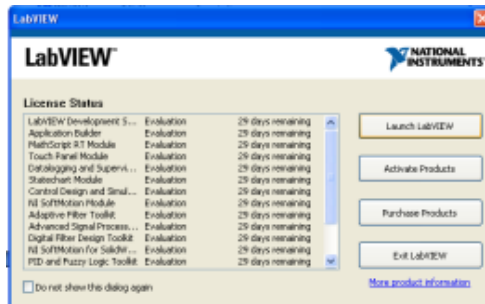 LabVIEW
LabVIEW™
NATIONAL INSTRUMENTS
License Status
LabVIEW Development S... Evaluation 29 days remaining
Application Builder Evaluation 29 days remaining
MathScript RT Module Evaluation 29 days remaining
Touch Panel Module Evaluation 29 days remaining
Datalogging and Supervi... Evaluation 29 days remaining
Statechart Module Evaluation 29 days remaining
Control Design and Simul... Evaluation 29 days remaining
NI SoftMotion Module Evaluation 29 days remaining
Adaptive Filter Toolkit Evaluation 29 days remaining
Advanced Signal Process... Evaluation 29 days remaining
Digital Filter Design Toolkit Evaluation 29 days remaining
NI SoftMotion for SolidW... Evaluation 29 days remaining
PID and Fuzzy Logic Toolkit Evaluation 29 days remaining
Launch LabVIEW
Activate Products
Purchase Products
Exit LabVIEW
Do not show this dialog again
More product information